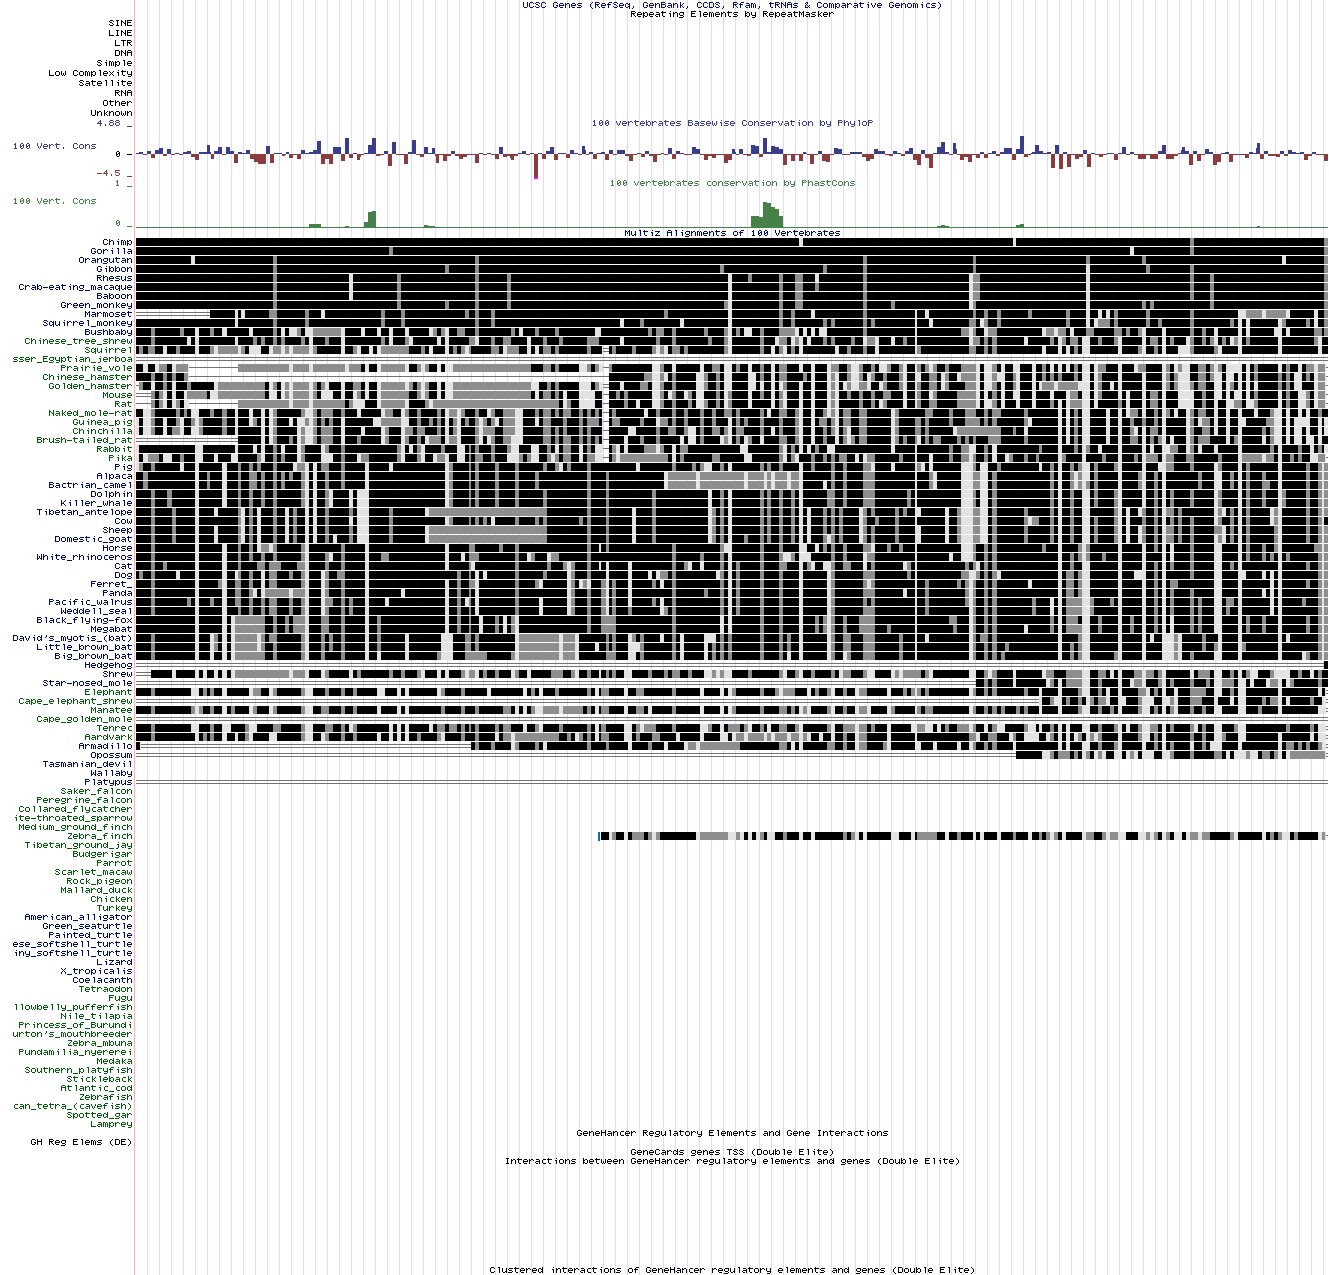 UCSC Genes (RefSeq, GenBank, CCDS, Rfam, tRNAs & Comparative Genomics)
Repeating Elements by RepeatMasker
SINE
LINE
LTR
DNA
Simple
Low Complexity
Satellite
RNA
Other
Unknown
100 vertebrates Basewise Conservation by PhyloP
4.88 _
100 Vert. Cons
0 -
-4.5 _
100 vertebrates conservation by PhastCons
1 _
100 Vert. Cons
0 _
Multiz Alignments of 100 Vertebrates
Chimp
Gorilla
Orangutan
Gibbon
Rhesus
Crab-eating_macaque
Baboon
Green_monkey
Marmoset
Squirrel_monkey
Bushbaby
Chinese_tree_shrew
Squirrel
sser_Egyptian_jerboa
Prairie_vole
Chinese_hamster
Golden_hamster
Mouse
Rat
Naked_mole-rat
Guinea_pig
Chinchilla
Brush-tailed_rat
Rabbit
Pika
Pig
Alpaca
Bactrian_camel
Dolphin
Killer_whale
Tibetan_antelope
Cow
Sheep
Domestic_goat
Horse
White_rhinoceros
Cat
Dog
Ferret_
Panda
Pacific_walrus
Weddell_seal
Black_flying-fox
Megabat
David's_myotis_(bat)
Little_brown_bat
Big_brown_bat
Hedgehog
Shrew
Star-nosed_mole
Elephant
Cape_elephant_shrew
Manatee
Cape_golden_mole
Tenrec
Aardvark
Armadillo
Opossum
Tasmanian_devil
Wallaby
Platypus
Saker_falcon
Peregrine_falcon
Collared_flycatcher
ite-throated_sparrow
Medium_ground_finch
Zebra_finch
Tibetan_ground_jay
Budgerigar
Parrot
Scarlet_macaw
Rock_pigeon
Mallard_duck
Chicken
Turkey
American_alligator
Green_seaturtle
Painted_turtle
ese_softshell_turtle
iny_softshell_turtle
Lizard
X_tropicalis
Coelacanth
Tetraodon
Fugu
llowbelly_pufferfish
Nile_tilapia
Princess_of_Burundi
urton's_mouthbreeder
Zebra_mbuna
Pundamilia_nyererei
Medaka
Southern_platyfish
Stickleback
Atlantic_cod
Zebrafish
can_tetra_(cavefish)
Spotted_gar
Lamprey
GeneHancer Regulatory Elements and Gene Interactions
GH Reg Elems (DE)
GeneCards genes TSS (Double Elite)
Interactions between GeneHancer regulatory elements and genes (Double Elite)
Clustered interactions of GeneHancer regulatory elements and genes (Double Elite)